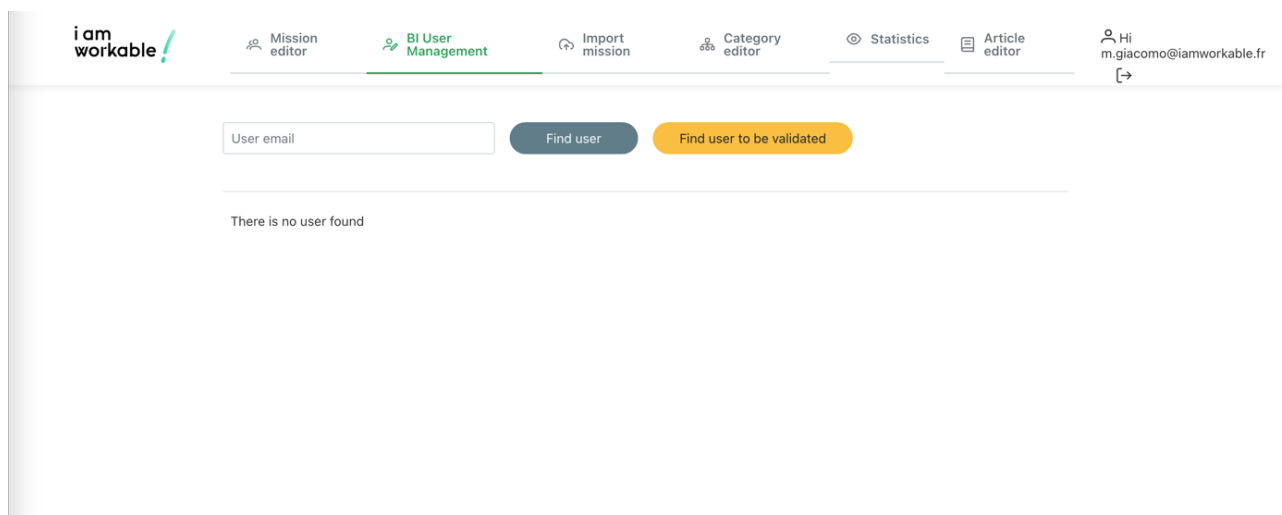 i am
workable
Mission
editor
BI User
Management
Import
mission
Category
editor
Statistics
Article
editor
Hi
m.giacomo@iamworkable.fr
User email
Find user
Find user to be validated
There is no user found